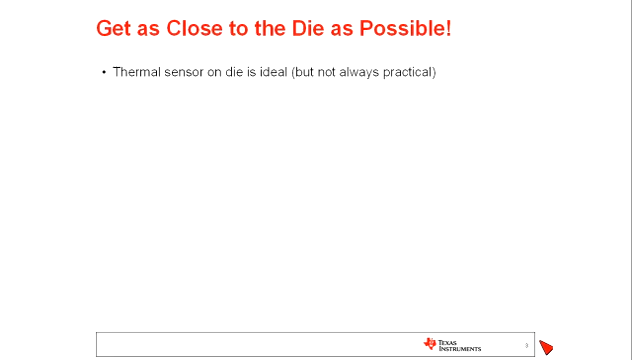 Get as Close to the Die as Possible!
• Thermal sensor on die is ideal (but not always practical)
TEXAS
INSTRUMENTS
3